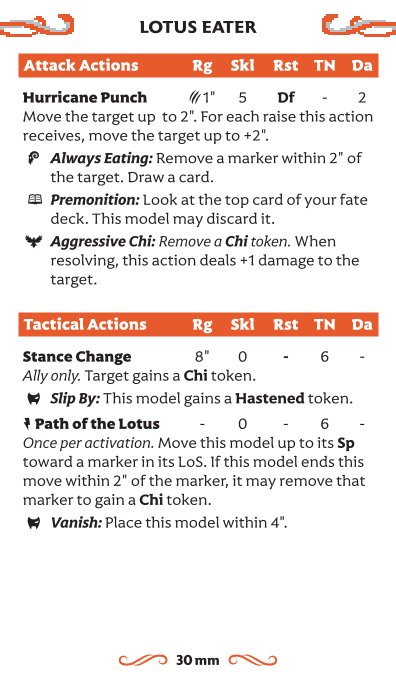 LOTUS EATER
Attack Actions Rg Skl Rst TN Da
Hurricane Punch 1" 5 Df - 2
Move the target up to 2". For each raise this action
receives, move the target up to +2".
Always Eating: Remove a marker within 2" of
the target. Draw a card.
Premonition: Look at the top card of your fate
deck. This model may discard it.
Aggressive Chi: Remove a Chi token. When
resolving, this action deals +1 damage to the
target.
Tactical Actions Rg Skl Rst TN Da
Stance Change 8" 0 - 6 -
Ally only. Target gains a Chi token.
Slip By: This model gains a Hastened token.
Path of the Lotus - 0 - 6 -
Once per activation. Move this model up to its Sp
toward a marker in its LoS. If this model ends this
move within 2" of the marker, it may remove that
marker to gain a Chi token.
Vanish: Place this model within 4".
30 mm